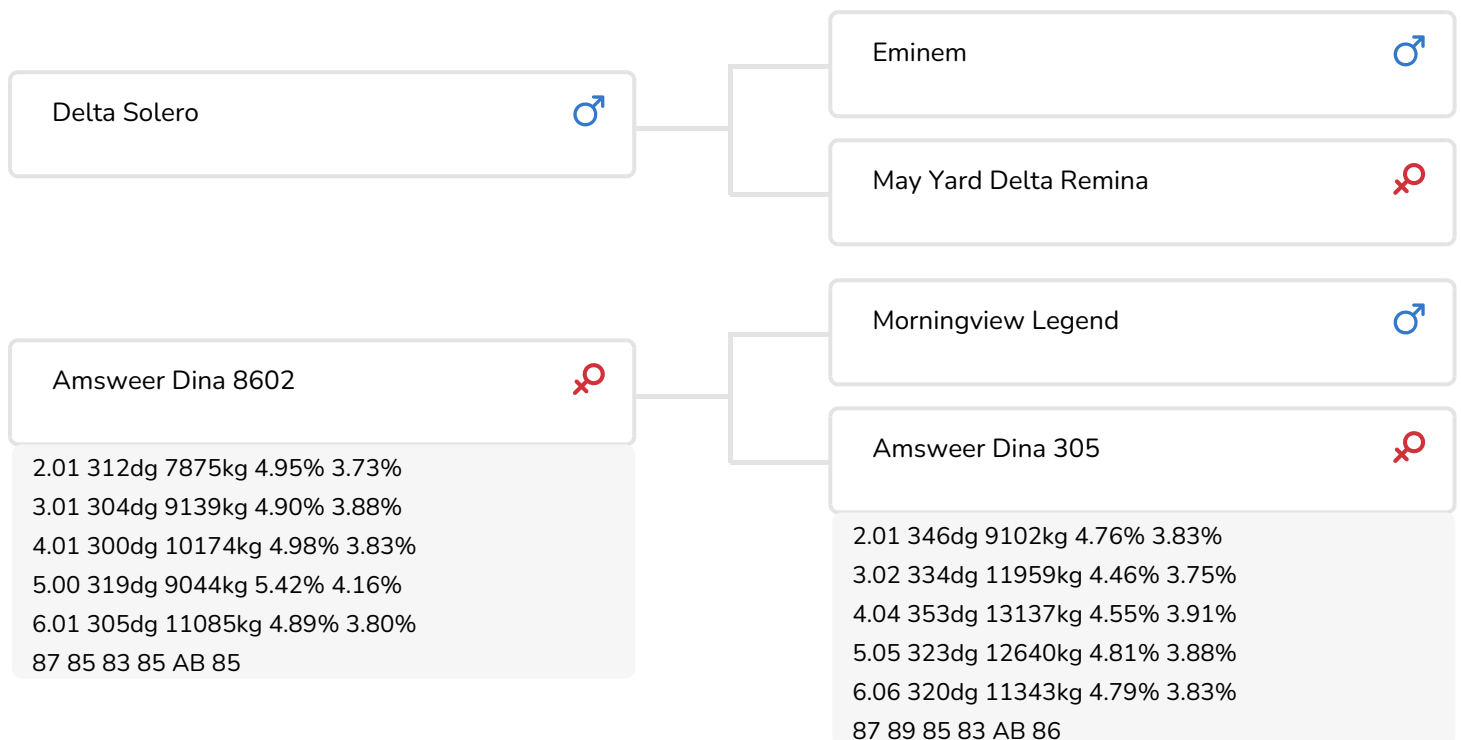 Delta Solero
Eminem
May Yard Delta Remina
Amsweer Dina 8602
2.01 312dg 7875kg 4.95% 3.73%
3.01 304dg 9139kg 4.90% 3.88%
4.01 300dg 10174kg 4.98% 3.83%
5.00 319dg 9044kg 5.42% 4.16%
6.01 305dg 11085kg 4.89% 3.80%
87 85 83 85 AB 85
Morningview Legend
Amsweer Dina 305
2.01 346dg 9102kg 4.76% 3.83%
3.02 334dg 11959kg 4.46% 3.75%
4.04 353dg 13137kg 4.55% 3.91%
5.05 323dg 12640kg 4.81% 3.88%
6.06 320dg 11343kg 4.79% 3.83%
87 89 85 83 AB 86